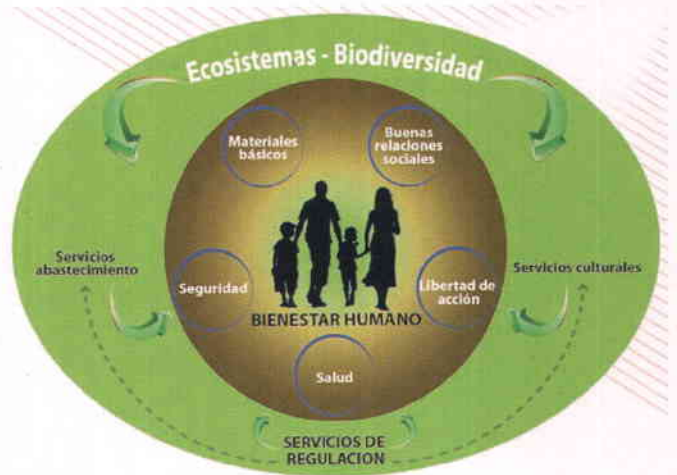 Ecosistemas - Biodiversidad
Materiales
básicos
Buenas
relaciones
sociales
Servicios
abastecimiento
Servicios culturales
Seguridad
Libertad de
acción
BIENESTAR HUMANO
Salud
SERVICIOS DE
REGULACION